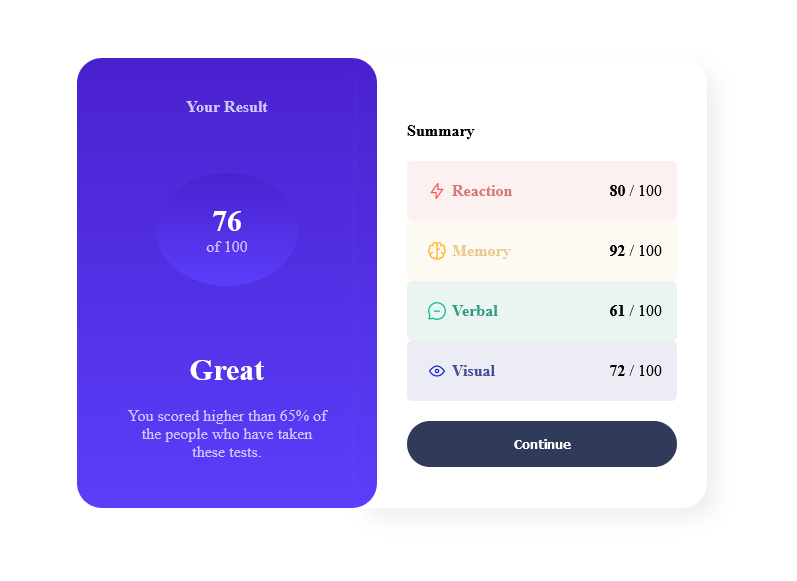 Your Result
76
of 100
Great
You scored higher than 65% of
the people who have taken
these tests.
Summary
Reaction 80 / 100
Memory 92 / 100
Verbal 61 / 100
Visual 72 / 100
Continue